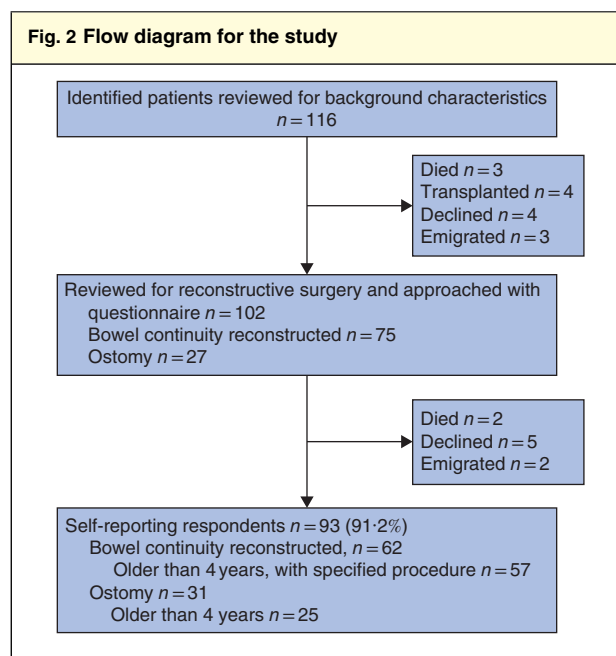 Fig. 2 Flow diagram for the study
Identified patients reviewed for background characteristics
n = 116
Died n = 3
Transplanted n = 4
Declined n = 4
Emigrated n = 3
Reviewed for reconstructive surgery and approached with
questionnaire n = 102
Bowel continuity reconstructed n = 75
Ostomy n = 27
Died n = 2
Declined n = 5
Emigrated n = 2
Self-reporting respondents n = 93 (91·2%)
Bowel continuity reconstructed, n = 62
Older than 4 years, with specified procedure n = 57
Ostomy n = 31
Older than 4 years n = 25